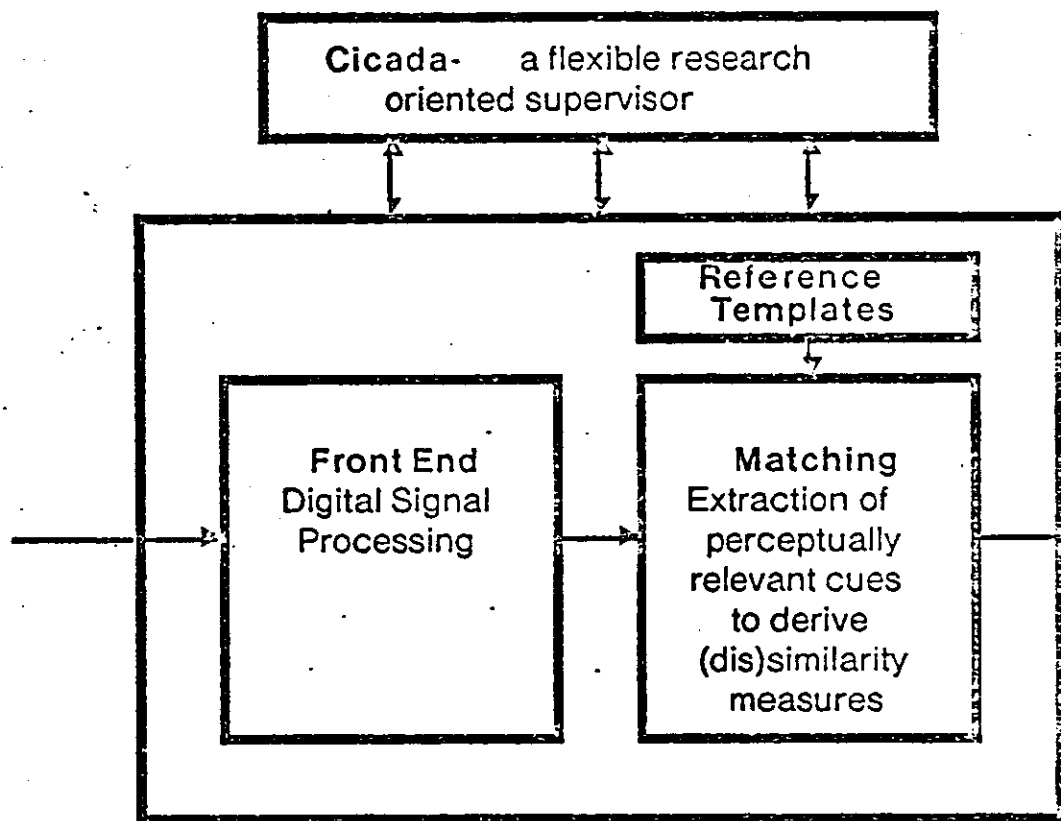 Cicada- a flexible research
oriented supervisor
Reference
Templates
Front End
Digital Signal
Processing
Matching
Extraction of
perceptually
relevant cues
to derive
(dis)similarity
measures